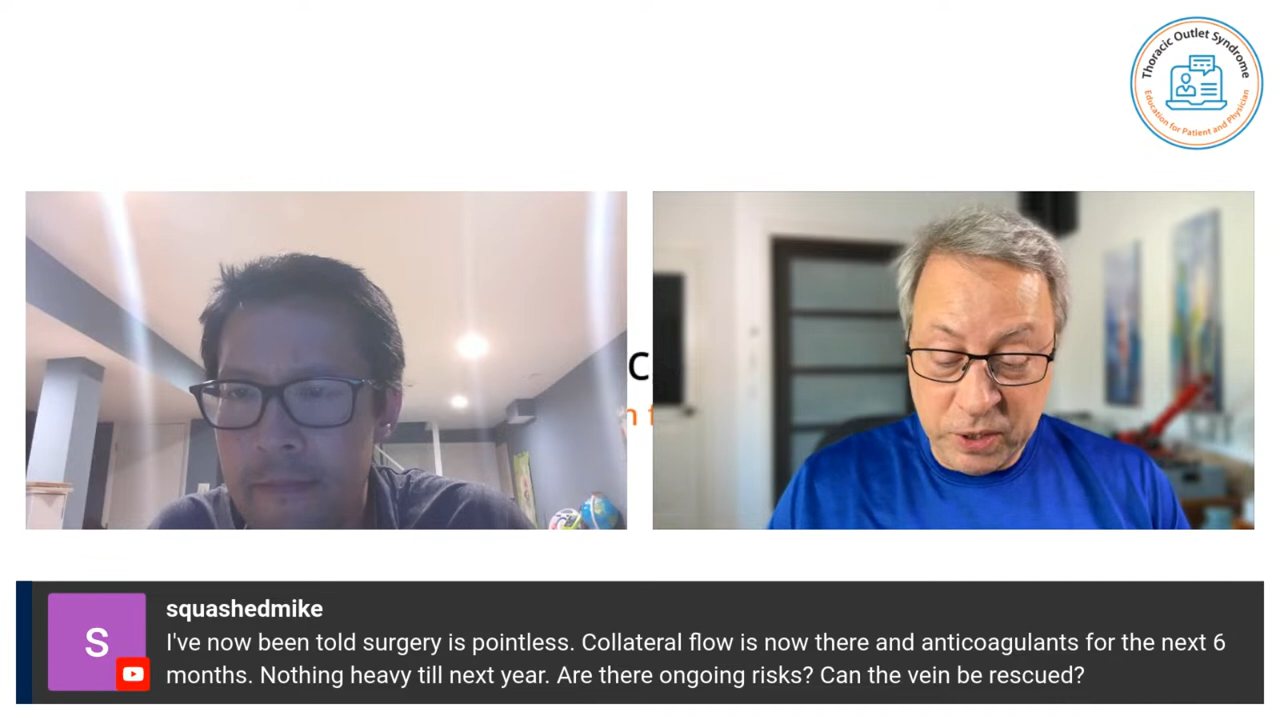 Thoracic Outlet Syndrome
Education for Patient and Physician
c
n f
S
squashedmike
I've now been told surgery is pointless. Collateral flow is now there and anticoagulants for the next 6
months. Nothing heavy till next year. Are there ongoing risks? Can the vein be rescued?